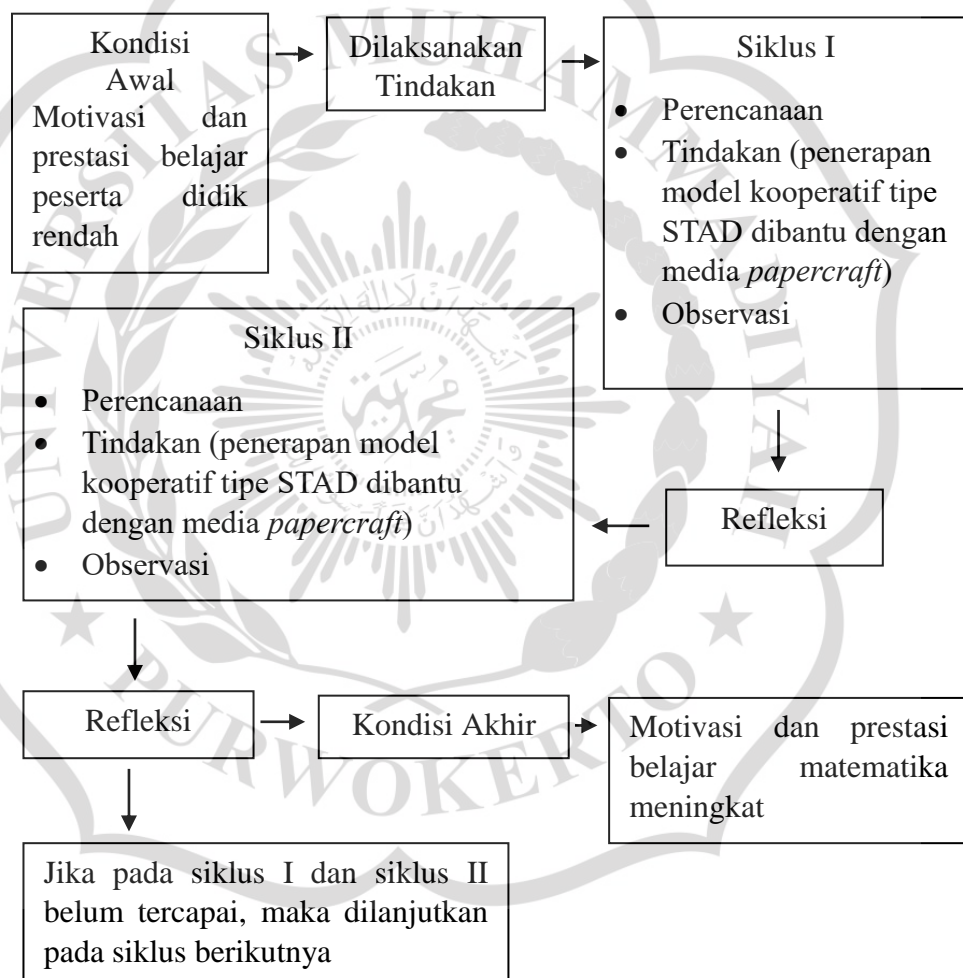 Kondisi
Awal
Motivasi dan
prestasi belajar
peserta didik
rendah
Dilaksanakan
Tindakan
Siklus I
• Perencanaan
• Tindakan (penerapan
model kooperatif tipe
STAD dibantu dengan
media papercraft)
• Observasi
Refleksi
Siklus II
• Perencanaan
• Tindakan (penerapan model
kooperatif tipe STAD dibantu
dengan media papercraft)
• Observasi
Refleksi
Kondisi Akhir
Motivasi dan prestasi
belajar matematika
meningkat
Jika pada siklus I dan siklus II
belum tercapai, maka dilanjutkan
pada siklus berikutnya
UNIVERSITAS MUHAMMADIYAH
PURWOKERTO